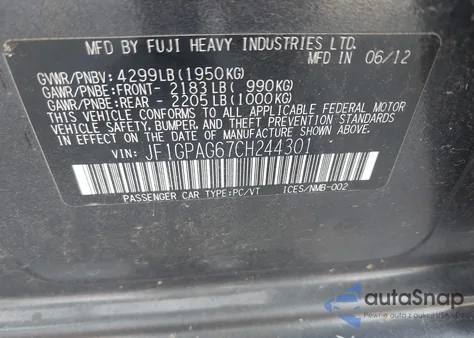 MFD BY FUJI HEAVY INDUSTRIES LTD.
IN 06/12
GVWR/PNBV: 4299LB(1950KG)
GAWR/PNBE:FRONT- 2183LB( 990KG)
GAWR/PNBE:REAR - 2205LB(1000KG)
THIS VEHICLE CONFORMS TO ALL APPLICABLE FEDERAL MOTOR
VEHICLE SAFETY, BUMPER, AND THEFT PREVENTION STANDARDS
IN EFFECT ON THE DATE OF MANUFACTURE SHOWN ABOVE.
VIN: JF1GPAG67CH244301
PASSENGER CAR TYPE:PC/VT ICES/NMB-002
autoSnap